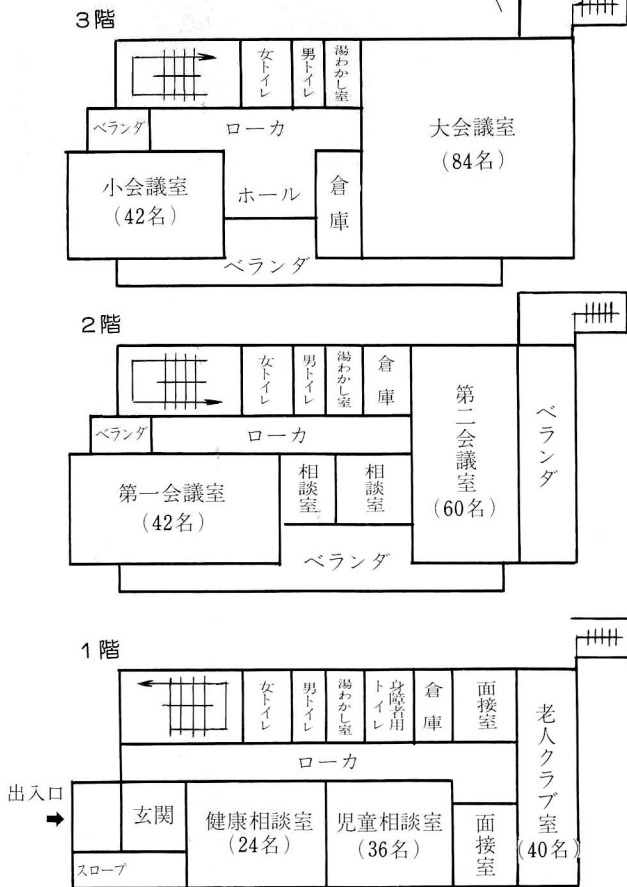 3階
女トイレ
男トイレ
湯わかし室
大会議室
(84名)
ベランダ
ローカ
小会議室
(42名)
ホール
倉庫
ベランダ
2階
女トイレ
男トイレ
湯わかし室
倉庫
第二会議室
(60名)
ベランダ
ベランダ
ローカ
第一会議室
(42名)
相談室
相談室
ベランダ
1階
女トイレ
男トイレ
湯わかし室
身障者用
トイレ
倉庫
面接室
老人クラブ室
(40名)
ローカ
出入口
玄関
健康相談室
(24名)
児童相談室
(36名)
面接室
スロープ